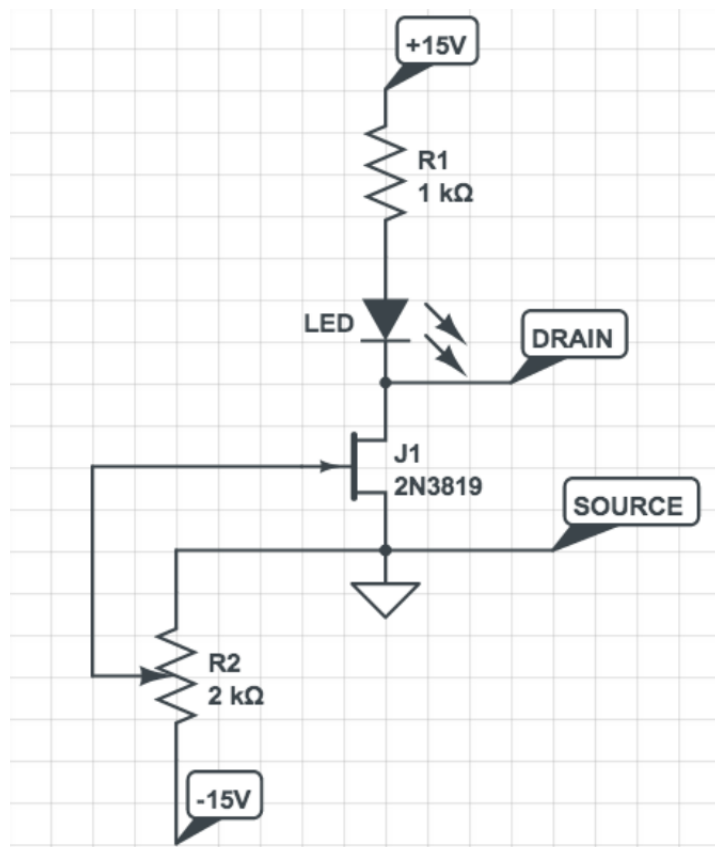 +15V
R1
1 kΩ
LED
DRAIN
J1
2N3819
SOURCE
R2
2 kΩ
-15V